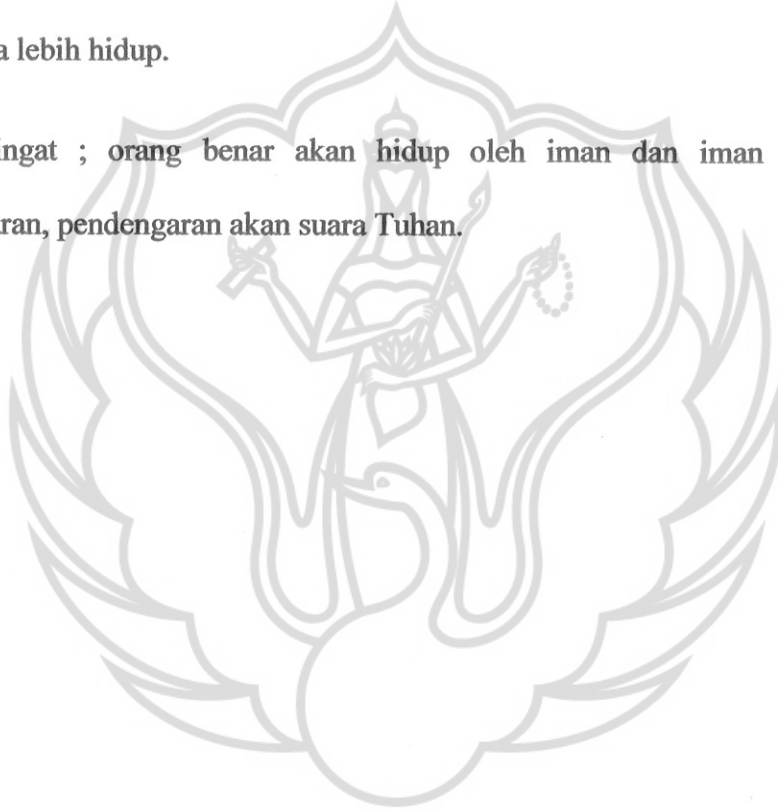 a lebih hidup.
ingat ; orang benar akan hidup oleh iman dan iman
ran, pendengaran akan suara Tuhan.